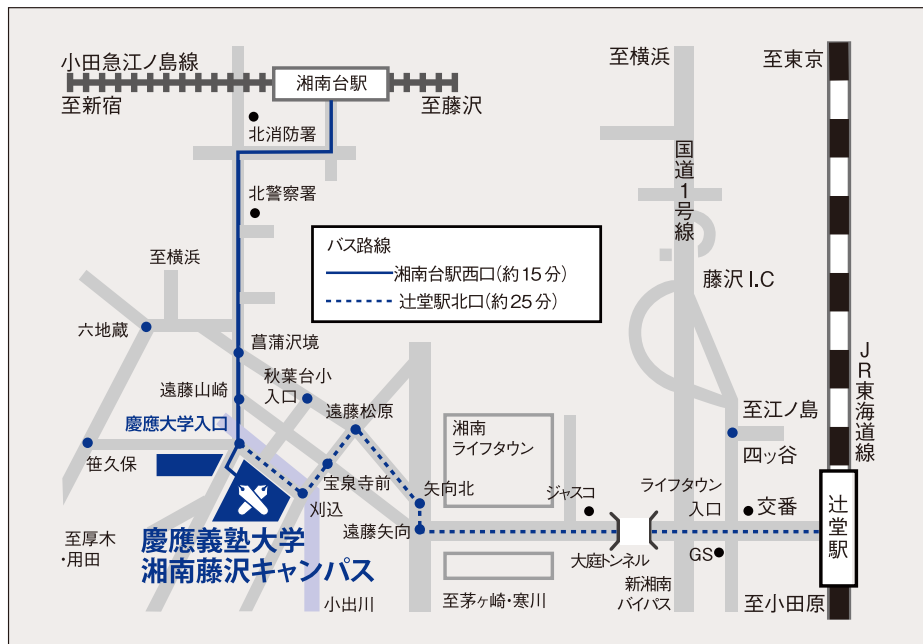 小田急江ノ島線
湘南台駅
至新宿
至藤沢
至横浜
至東京
北消防署
国道1号線
北警察署
バス路線
湘南台駅西口(約15分)
辻堂駅北口(約25分)
至横浜
藤沢I.C
六地蔵
菖蒲沢境
JR東海道線
遠藤山崎
秋葉台小
入口
慶應大学入口
遠藤松原
至江ノ島
湘南
ライフタウン
四ッ谷
笹久保
宝泉寺前
矢向北
ジャスコ
ライフタウン
入口
交番
刈込
遠藤矢向
辻堂駅
至厚木
・用田
慶應義塾大学
湘南藤沢キャンパス
大庭トンネル
新湘南
バイパス
GS
小出川
至茅ヶ崎・寒川
至小田原